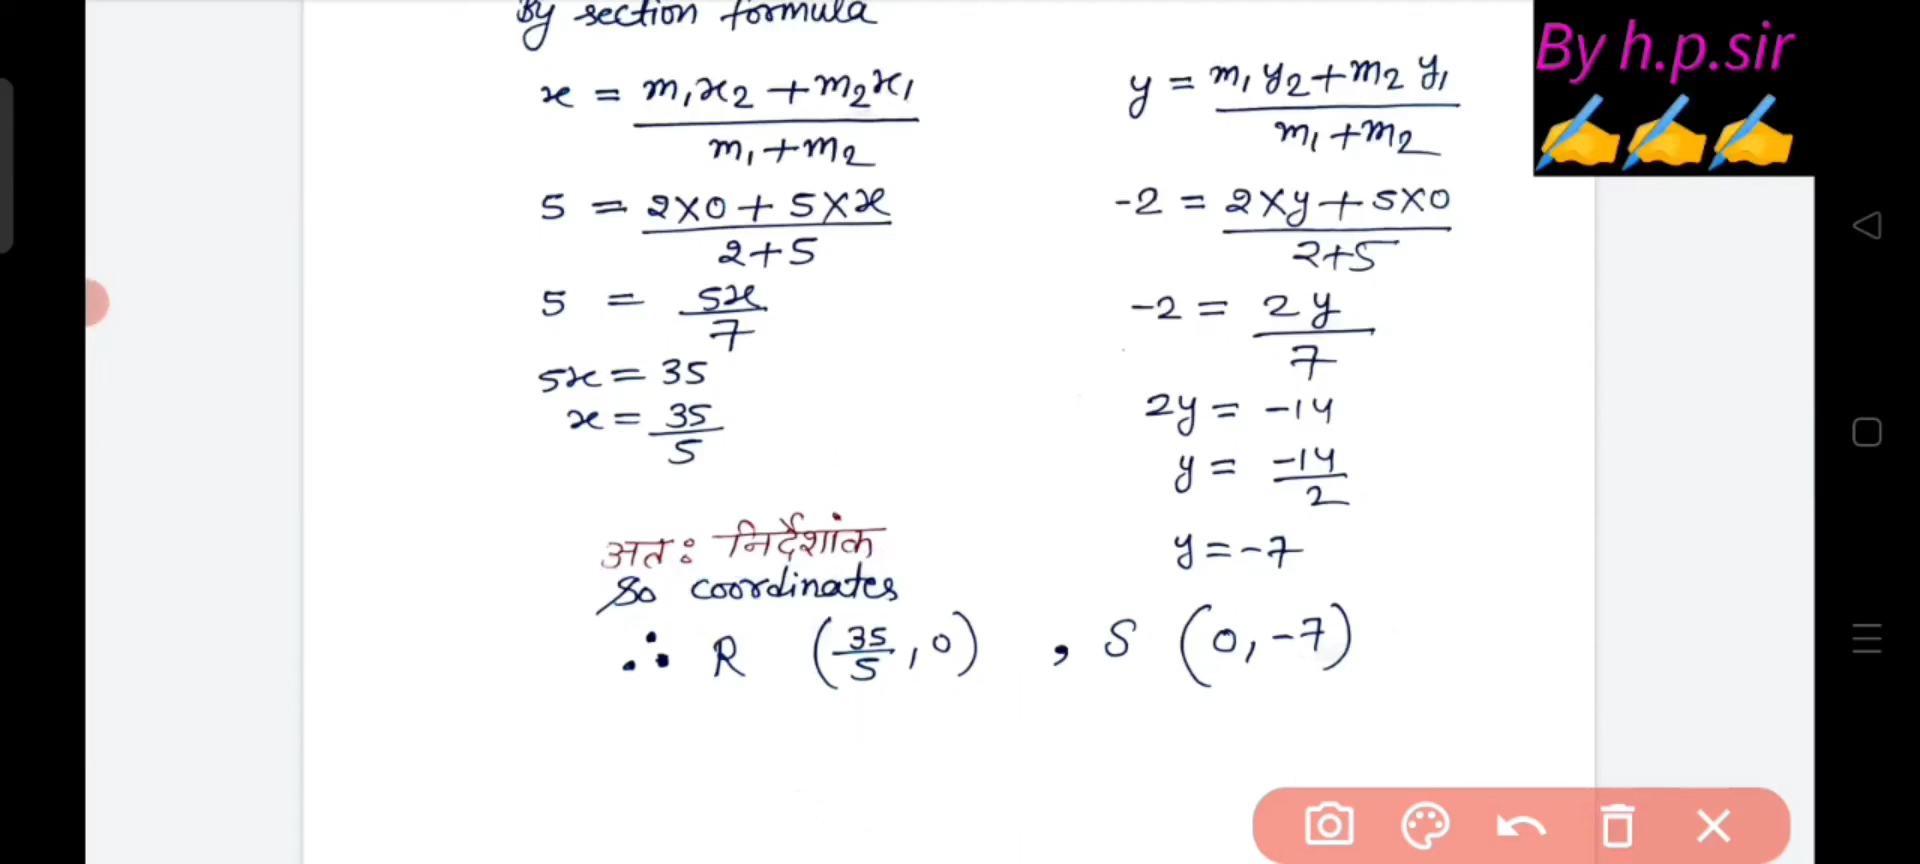 By section formula
x = m₁x₂ + m₂x₁ / m₁ + m₂
5 = 2×0 + 5×x / 2+5
5 = 5x / 7
5x = 35
x = 35 / 5
y = m₁y₂ + m₂y₁ / m₁ + m₂
-2 = 2×y + 5×0 / 2+5
-2 = 2y / 7
2y = -14
y = -14 / 2
y = -7
अतः निर्देशांक
So coordinates
∴ R (35/5, 0) , S (0, -7)
By h.p.sir